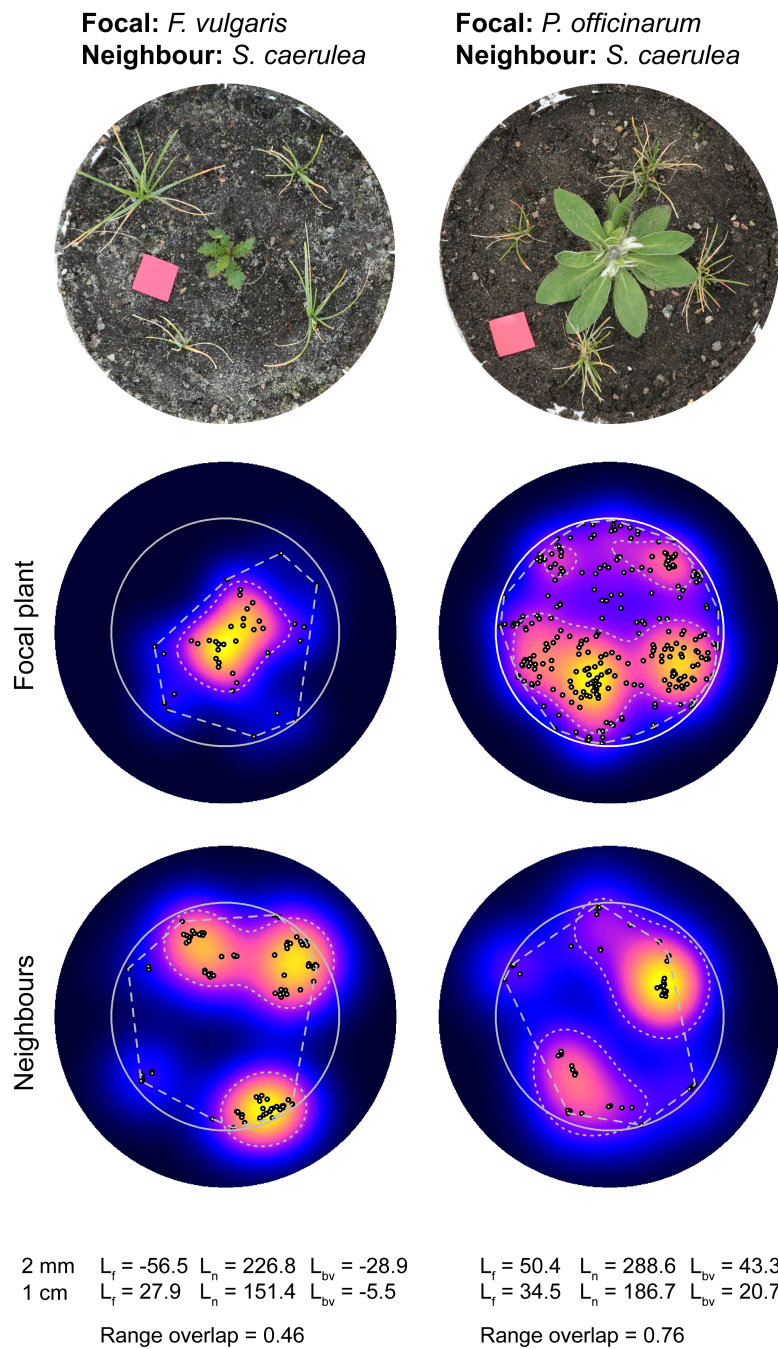 Focal: F. vulgaris
Neighbour: S. caerulea
Focal: P. officinarum
Neighbour: S. caerulea
Focal plant
Neighbours
2 mm L_f = -56.5 L_n = 226.8 L_bv = -28.9
1 cm L_f = 27.9 L_n = 151.4 L_bv = -5.5
Range overlap = 0.46
L_f = 50.4 L_n = 288.6 L_bv = 43.3
L_f = 34.5 L_n = 186.7 L_bv = 20.7
Range overlap = 0.76